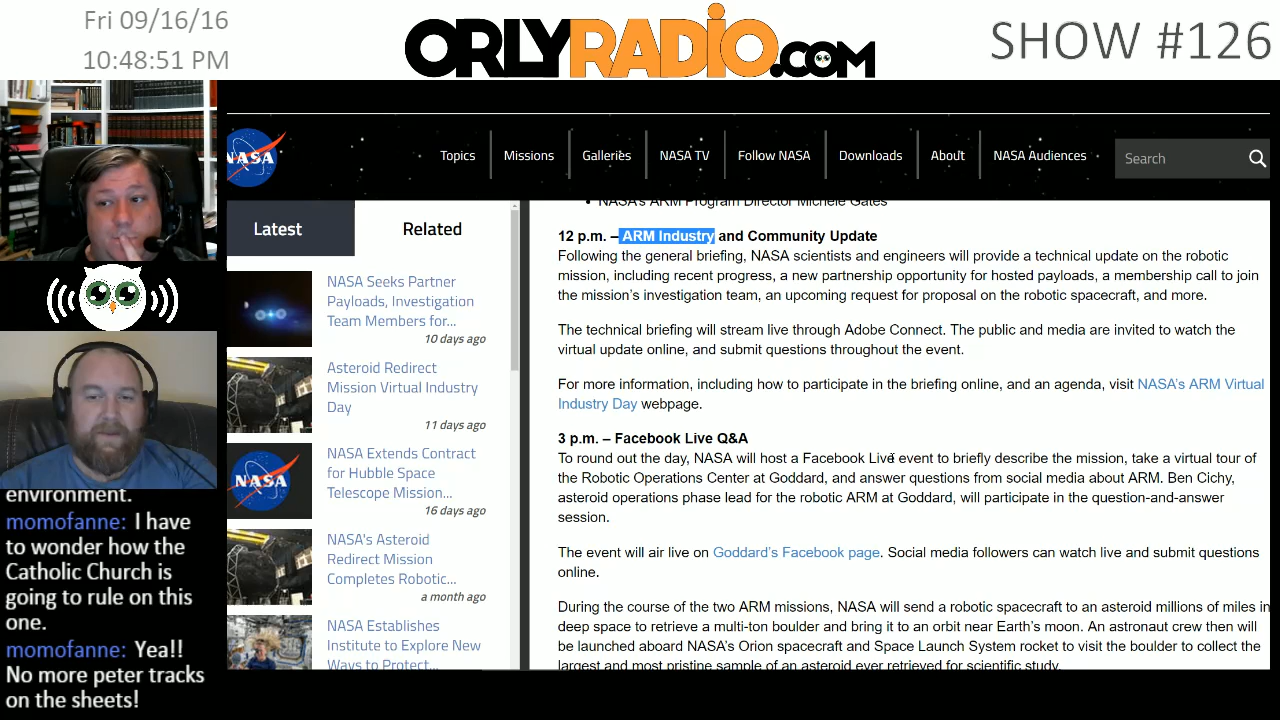 Fri 09/16/16
10:48:51 PM
ORLYRADIO.COM
SHOW #126
NASA
Topics
Missions
Galleries
NASA TV
Follow NASA
Downloads
About
NASA Audiences
Search
Latest
Related
NASA Seeks Partner
Payloads, Investigation
Team Members for...
10 days ago
Asteroid Redirect
Mission Virtual Industry
Day
11 days ago
NASA
NASA Extends Contract
for Hubble Space
Telescope Mission...
16 days ago
NASA's Asteroid
Redirect Mission
Completes Robotic...
a month ago
NASA Establishes
Institute to Explore New
Ways to Protect...
• NASA's ARM Program Director Michele Gates
12 p.m. – ARM Industry and Community Update
Following the general briefing, NASA scientists and engineers will provide a technical update on the robotic
mission, including recent progress, a new partnership opportunity for hosted payloads, a membership call to join
the mission's investigation team, an upcoming request for proposal on the robotic spacecraft, and more.
The technical briefing will stream live through Adobe Connect. The public and media are invited to watch the
virtual update online, and submit questions throughout the event.
For more information, including how to participate in the briefing online, and an agenda, visit NASA's ARM Virtual
Industry Day webpage.
3 p.m. – Facebook Live Q&A
To round out the day, NASA will host a Facebook Live event to briefly describe the mission, take a virtual tour of
the Robotic Operations Center at Goddard, and answer questions from social media about ARM. Ben Cichy,
asteroid operations phase lead for the robotic ARM at Goddard, will participate in the question-and-answer
session.
The event will air live on Goddard's Facebook page. Social media followers can watch live and submit questions
online.
During the course of the two ARM missions, NASA will send a robotic spacecraft to an asteroid millions of miles in
deep space to retrieve a multi-ton boulder and bring it to an orbit near Earth's moon. An astronaut crew then will
be launched aboard NASA's Orion spacecraft and Space Launch System rocket to visit the boulder to collect the
largest and most pristine sample of an asteroid ever retrieved for scientific study.
environment.
momofanne: I have
to wonder how the
Catholic Church is
going to rule on this
one.
momofanne: Yea!!
No more peter tracks
on the sheets!